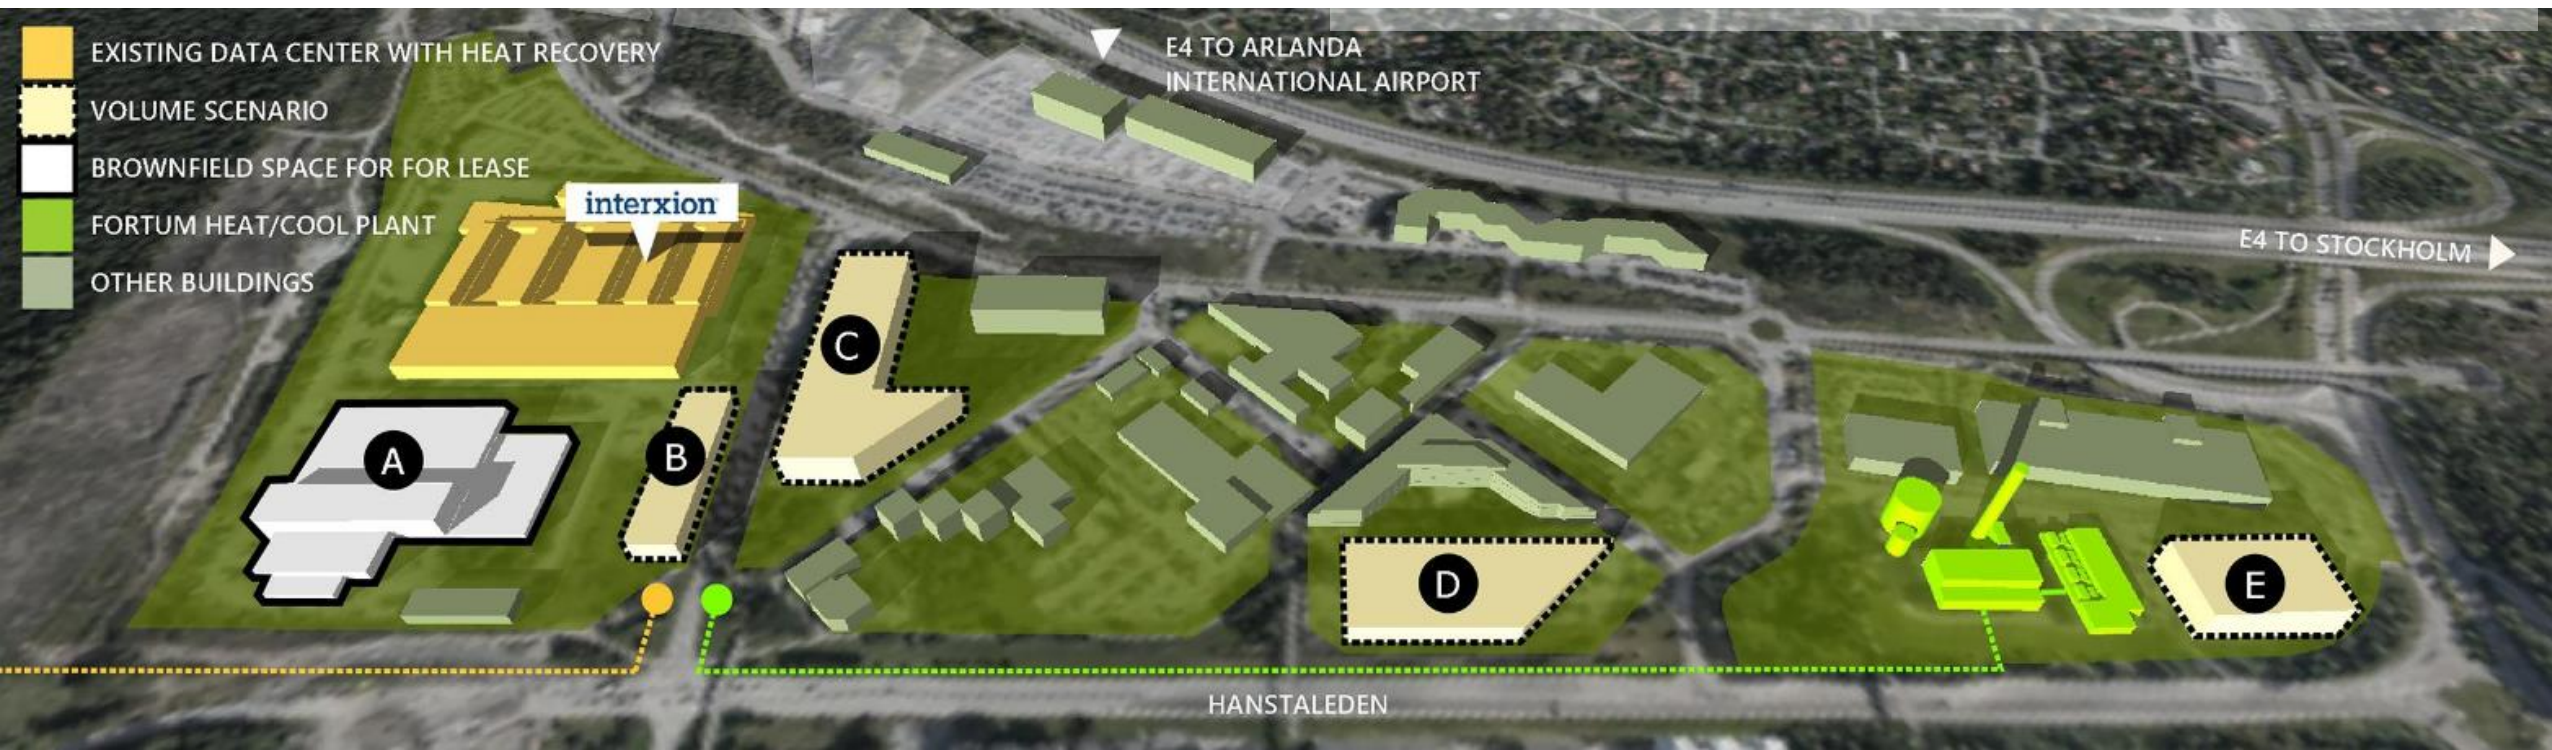 EXISTING DATA CENTER WITH HEAT RECOVERY
VOLUME SCENARIO
BROWNFIELD SPACE FOR FOR LEASE
FORTUM HEAT/COOL PLANT
OTHER BUILDINGS
E4 TO ARLANDA
INTERNATIONAL AIRPORT
interxion
E4 TO STOCKHOLM
C
A
B
D
E
HANSTALEDEN